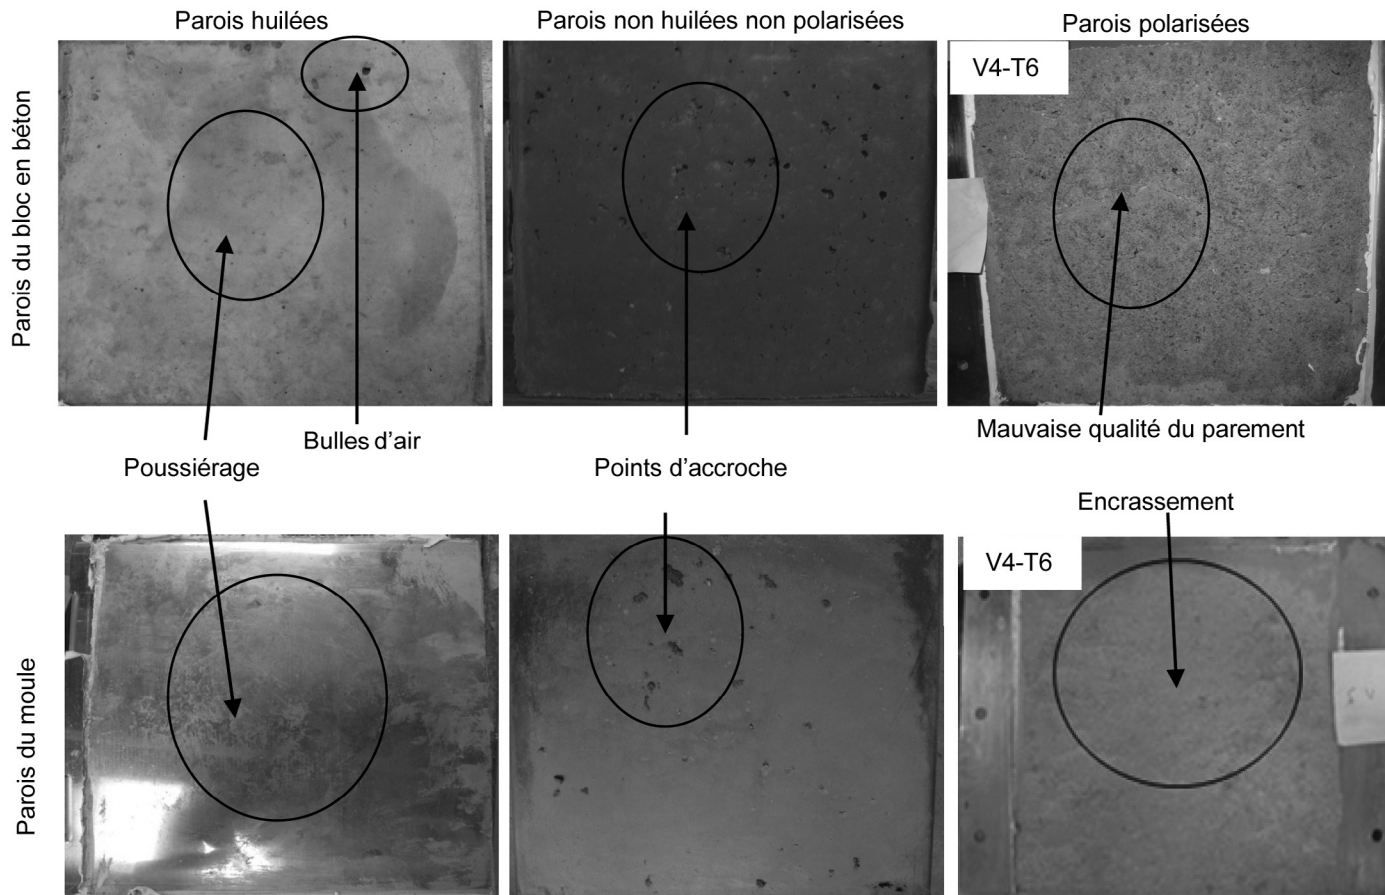 Parois huilées
Parois non huilées non polarisées
Parois polarisées
Parois du bloc en béton
V4-T6
Bulles d'air
Mauvaise qualité du parement
Poussiérage
Points d'accroche
Encrassement
Parois du moule
V4-T6